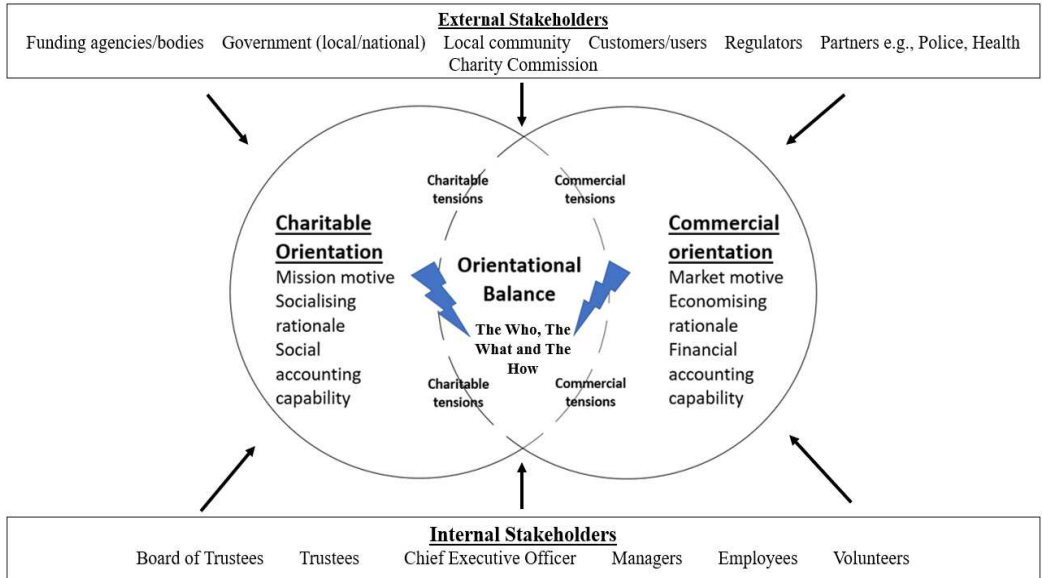 External Stakeholders
Funding agencies/bodies Government (local/national) Local community Customers/users Regulators Partners e.g., Police, Health
Charity Commission
Charitable
tensions
Commercial
tensions
Charitable
Orientation
Mission motive
Socialising
rationale
Social
accounting
capability
Orientational
Balance
The Who, The
What and The
How
Commercial
orientation
Market motive
Economising
rationale
Financial
accounting
capability
Charitable
tensions
Commercial
tensions
Internal Stakeholders
Board of Trustees Trustees Chief Executive Officer Managers Employees Volunteers